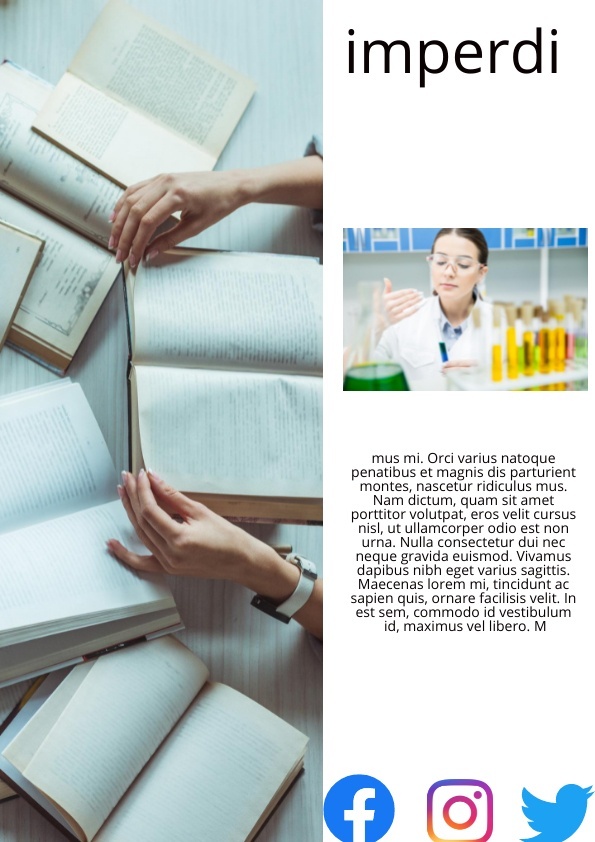 imperdi
mus mi. Orci varius natoque
penatibus et magnis dis parturient
montes, nascetur ridiculus mus.
Nam dictum, quam sit amet
porttitor volutpat, eros velit cursus
nisl, ut ullamcorper odio est non
urna. Nulla consectetur dui nec
neque gravida euismod. Vivamus
dapibus nibh eget varius sagittis.
Maecenas lorem mi, tincidunt ac
sapien quis, ornare facilisis velit. In
est sem, commodo id vestibulum
id, maximus vel libero. M